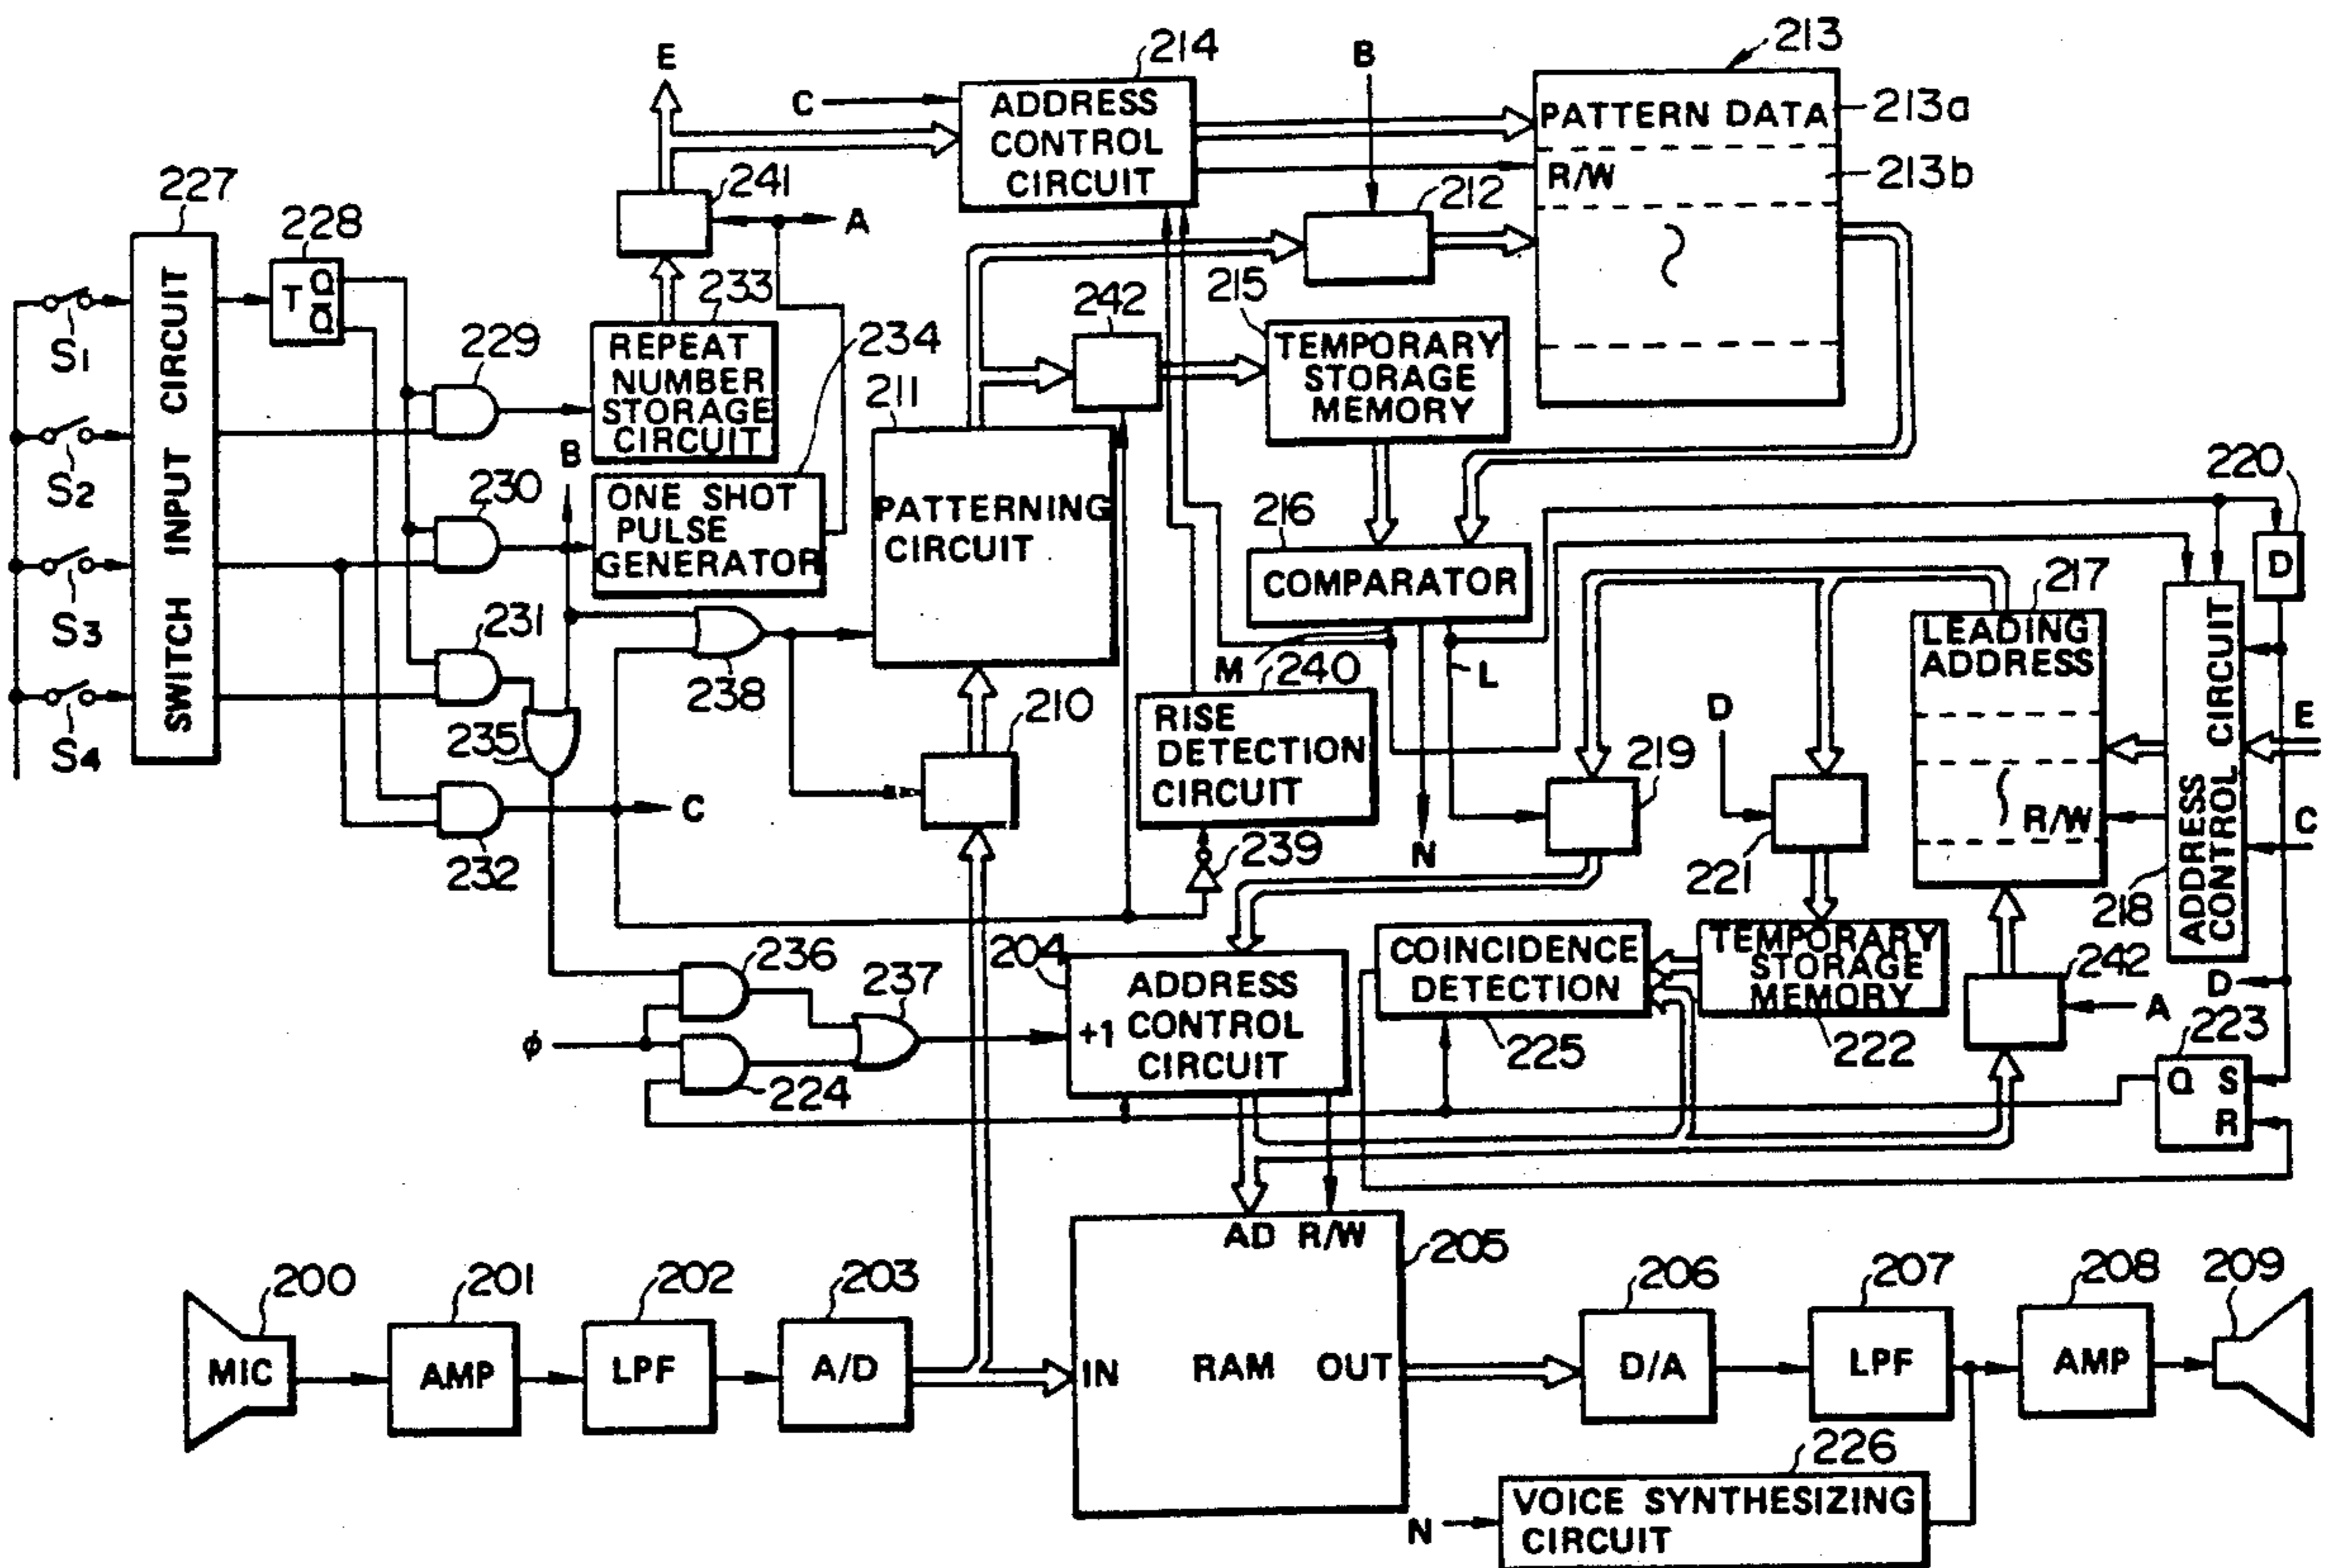 E
C
214
ADDRESS
CONTROL
CIRCUIT
B
213
PATTERN DATA
213a
R/W
213b
227
SWITCH INPUT CIRCUIT
228
T
Q
Q̅
241
A
212
S1
S2
S3
S4
229
233
REPEAT
NUMBER
STORAGE
CIRCUIT
234
B
230
ONE SHOT
PULSE
GENERATOR
211
PATTERNING
CIRCUIT
242
215
TEMPORARY
STORAGE
MEMORY
216
COMPARATOR
220
D
217
LEADING
ADDRESS
R/W
218
ADDRESS CONTROL CIRCUIT
E
C
231
235
238
232
C
210
M
240
RISE
DETECTION
CIRCUIT
L
N
239
D
219
221
236
ϕ
224
237
204
ADDRESS
+1 CONTROL
CIRCUIT
COINCIDENCE
DETECTION
225
TEMPORARY
STORAGE
MEMORY
222
242
A
D
223
Q S
R
200
MIC
201
AMP
202
LPF
203
A/D
AD R/W
205
IN RAM OUT
206
D/A
207
LPF
208
AMP
209
226
N
VOICE SYNTHESIZING
CIRCUIT